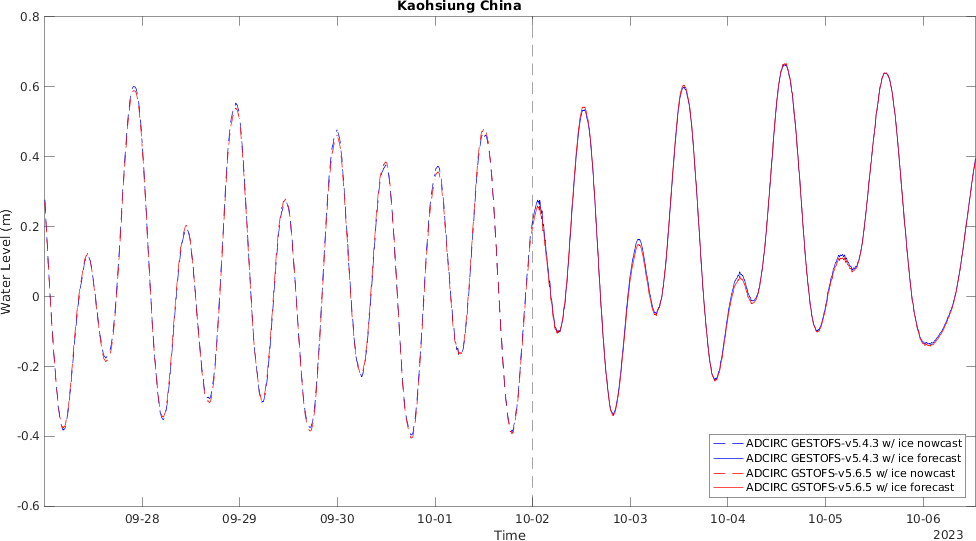 Kaohsiung China
0.8
0.6
0.4
0.2
0
-0.2
-0.4
-0.6
Water Level (m)
ADCIRC GESTOFS-v5.4.3 w/ ice nowcast
ADCIRC GESTOFS-v5.4.3 w/ ice forecast
ADCIRC GSTOFS-v5.6.5 w/ ice nowcast
ADCIRC GSTOFS-v5.6.5 w/ ice forecast
09-28 09-29 09-30 10-01 10-02 10-03 10-04 10-05 10-06
Time
2023